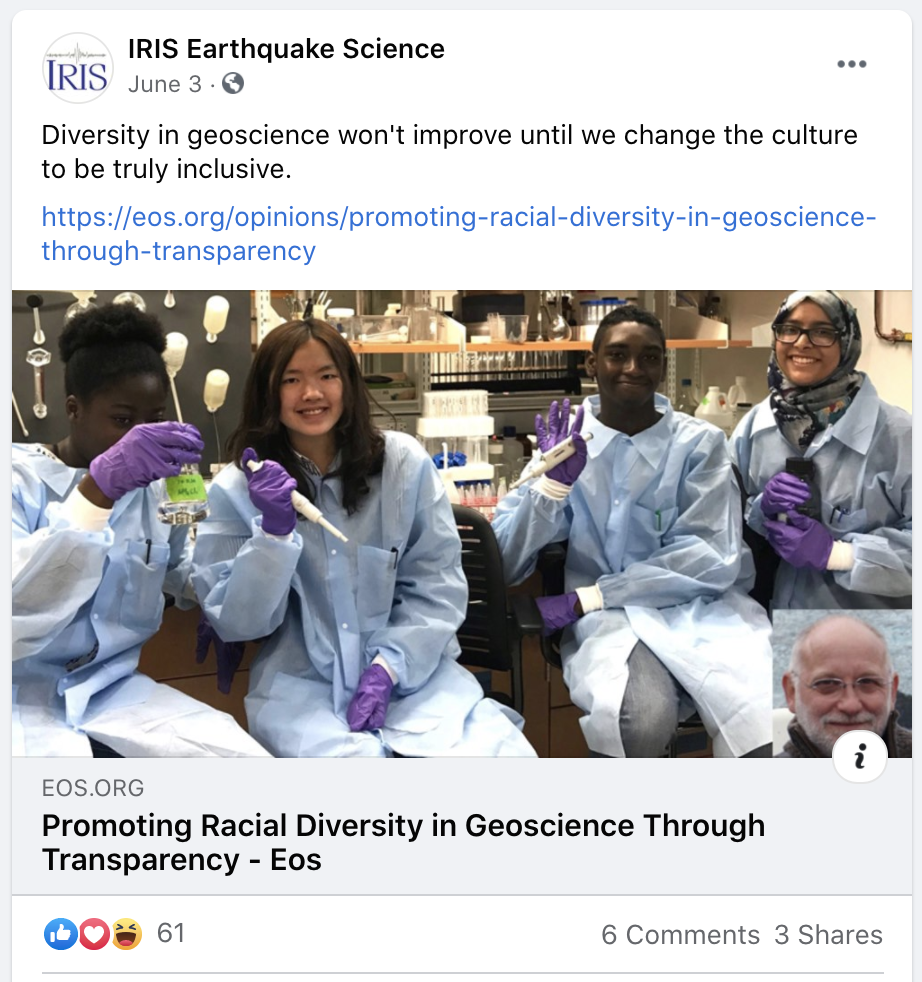 IRIS
IRIS Earthquake Science
June 3 ·
Diversity in geoscience won't improve until we change the culture
to be truly inclusive.
https://eos.org/opinions/promoting-racial-diversity-in-geoscience-
through-transparency
EOS.ORG
Promoting Racial Diversity in Geoscience Through
Transparency - Eos
61
6 Comments 3 Shares